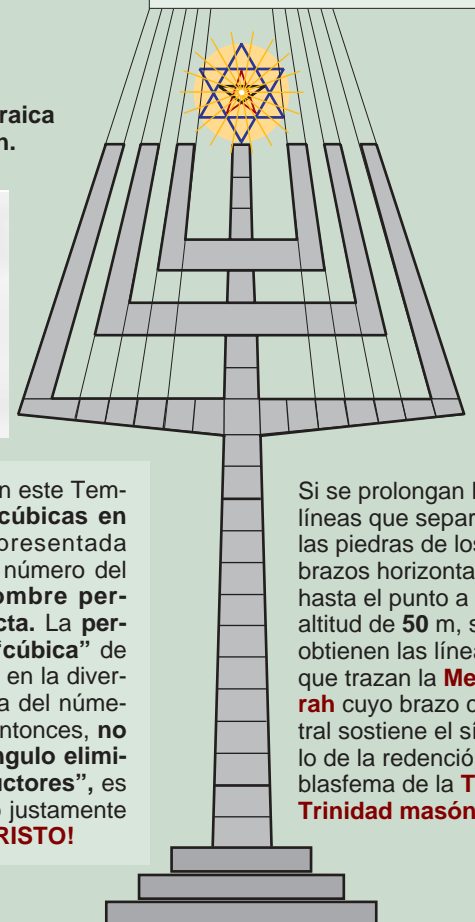 raica
n.
n este Tem-
cúbicas en
presentada
número del
ombre per-
cta. La per-
"cúbica" de
en la diver-
a del núme-
ntonces, no
ngulo elimi-
uctores", es
o justamente
RISTO!
Si se prolongan l
líneas que separ
las piedras de los
brazos horizonta
hasta el punto a
altitud de 50 m, s
obtienen las línea
que trazan la Me
rah cuyo brazo c
tral sostiene el sí
lo de la redención
blasfema de la T
Trinidad masón